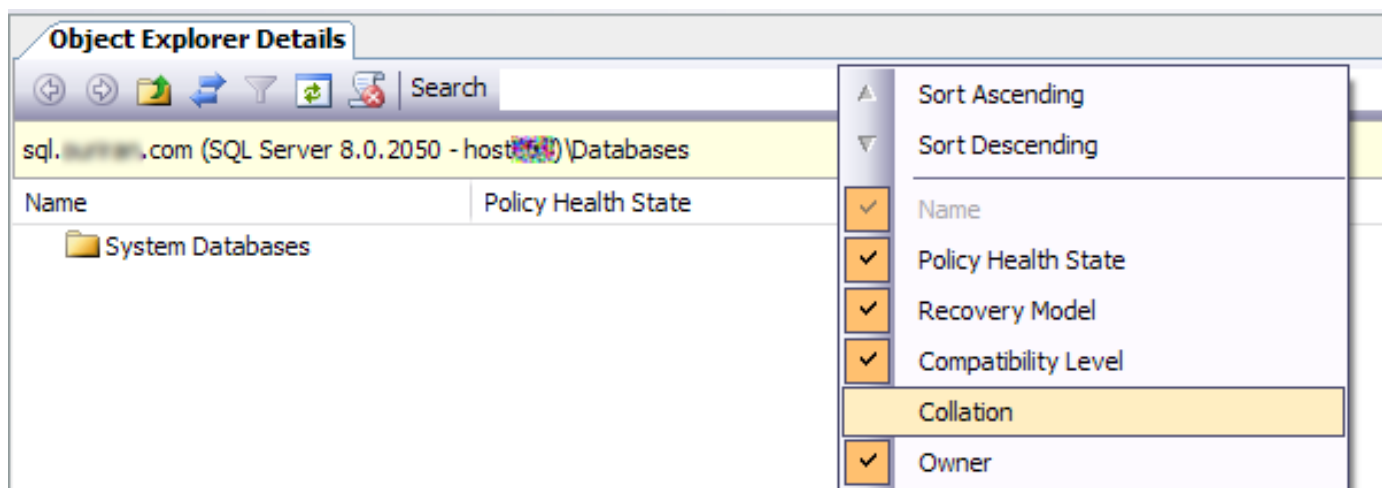 Object Explorer Details
Search
sql. .com (SQL Server 8.0.2050 - host )\Databases
Name
Policy Health State
System Databases
Sort Ascending
Sort Descending
Name
Policy Health State
Recovery Model
Compatibility Level
Collation
Owner